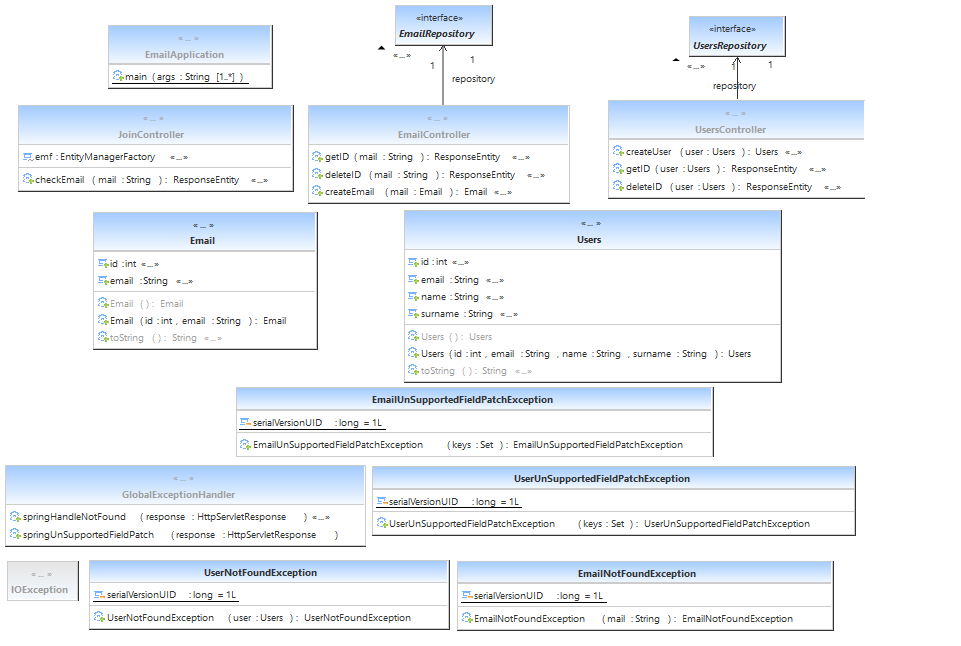 «interface»
EmailRepository
«...»
1
1
repository
«interface»
UsersRepository
«...»
1
1
repository
«...»
EmailApplication
main (args : String [1..*] )
«...»
JoinController
emf : EntityManagerFactory «...»
checkEmail (mail : String ) : ResponseEntity «...»
«...»
EmailController
getID (mail : String ) : ResponseEntity «...»
deleteID (mail : String ) : ResponseEntity «...»
createEmail (mail : Email ) : Email «...»
«...»
UsersController
createUser (user : Users ) : Users «...»
getID (user : Users ) : ResponseEntity «...»
deleteID (user : Users ) : ResponseEntity «...»
«...»
Email
id : int «...»
email : String «...»
Email ( ) : Email
Email (id : int , email : String ) : Email
toString ( ) : String «...»
«...»
Users
id : int «...»
email : String «...»
name : String «...»
surname : String «...»
Users ( ) : Users
Users (id : int , email : String , name : String , surname : String ) : Users
toString ( ) : String «...»
EmailUnSupportedFieldPatchException
serialVersionUID : long = 1L
EmailUnSupportedFieldPatchException (keys : Set ) : EmailUnSupportedFieldPatchException
«...»
GlobalExceptionHandler
springHandleNotFound (response : HttpServletResponse ) «...»
springUnSupportedFieldPatch (response : HttpServletResponse )
UserUnSupportedFieldPatchException
serialVersionUID : long = 1L
UserUnSupportedFieldPatchException (keys : Set ) : UserUnSupportedFieldPatchException
«...»
IOException
UserNotFoundException
serialVersionUID : long = 1L
UserNotFoundException (user : Users ) : UserNotFoundException
EmailNotFoundException
serialVersionUID : long = 1L
EmailNotFoundException (mail : String ) : EmailNotFoundException